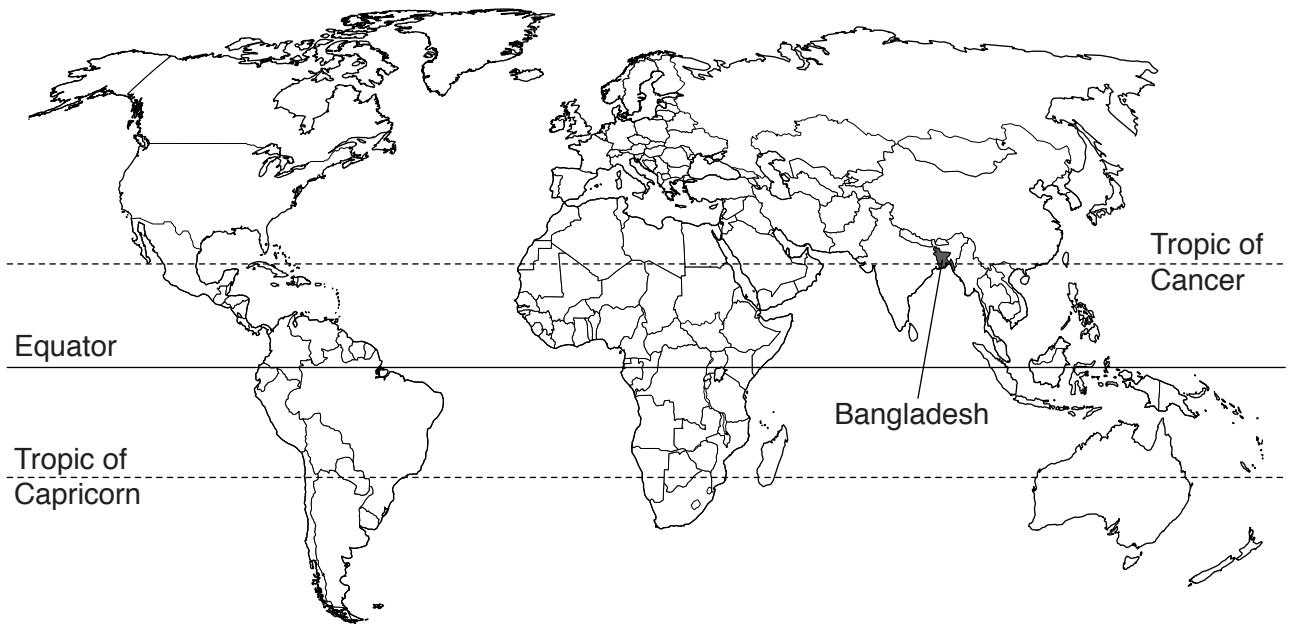 Tropic of
Cancer
Equator
Bangladesh
Tropic of
Capricorn